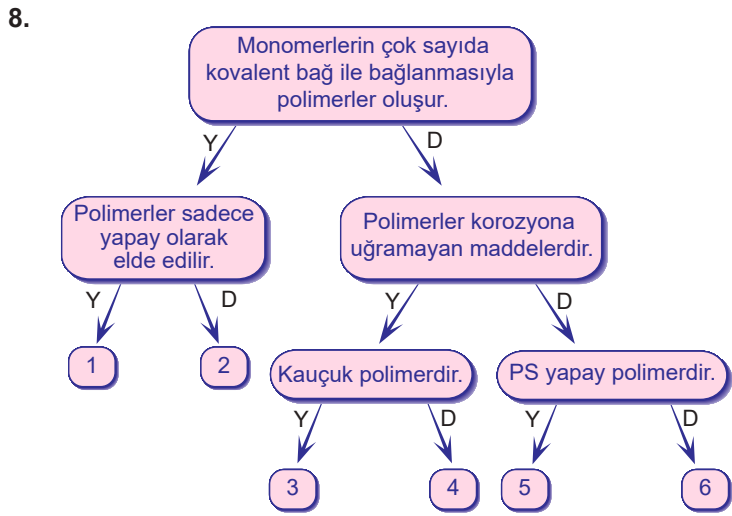 8.
Monomerlerin çok sayıda
kovalent bağ ile bağlanmasıyla
polimerler oluşur.
Y
D
Polimerler sadece
yapay olarak
elde edilir.
Polimerler korozyona
uğramayan maddelerdir.
Y
D
Y
D
1
2
Kauçuk polimerdir.
PS yapay polimerdir.
Y
D
Y
D
3
4
5
6